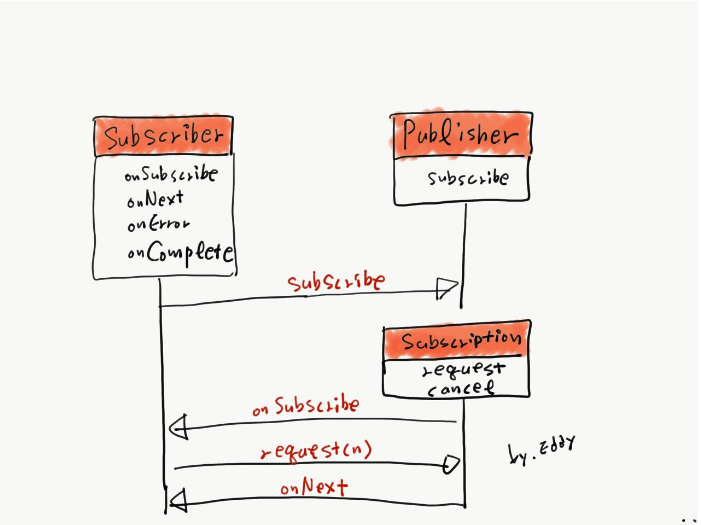 Subscriber
onSubscribe
onNext
onError
onComplete
Publisher
subscribe
subscribe
Subscription
request
cancel
onSubscribe
request(n)
onNext
by. Eddy